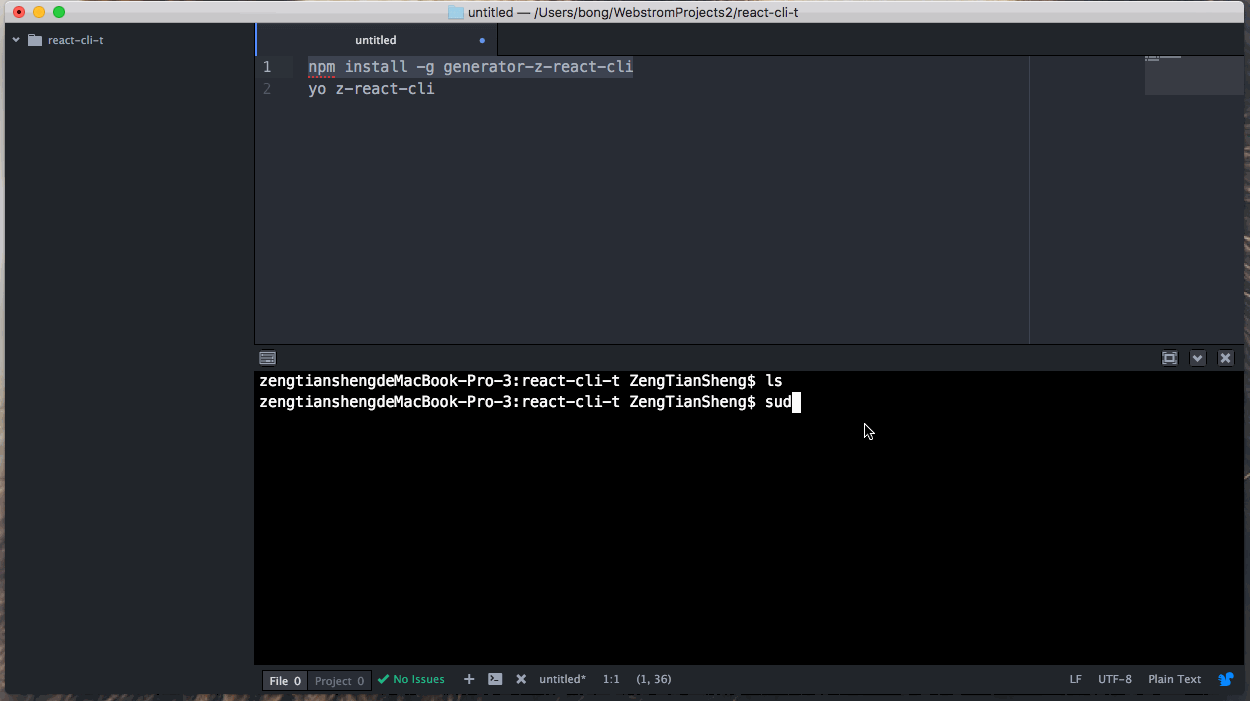 untitled — /Users/bong/WebstromProjects2/react-cli-t
react-cli-t
untitled
1 npm install -g generator-z-react-cli
2 yo z-react-cli
zengtianshengdeMacBook-Pro-3:react-cli-t ZengTianSheng$ ls
zengtianshengdeMacBook-Pro-3:react-cli-t ZengTianSheng$ sud
File 0 Project 0 No Issues untitled* 1:1 (1, 36) LF UTF-8 Plain Text